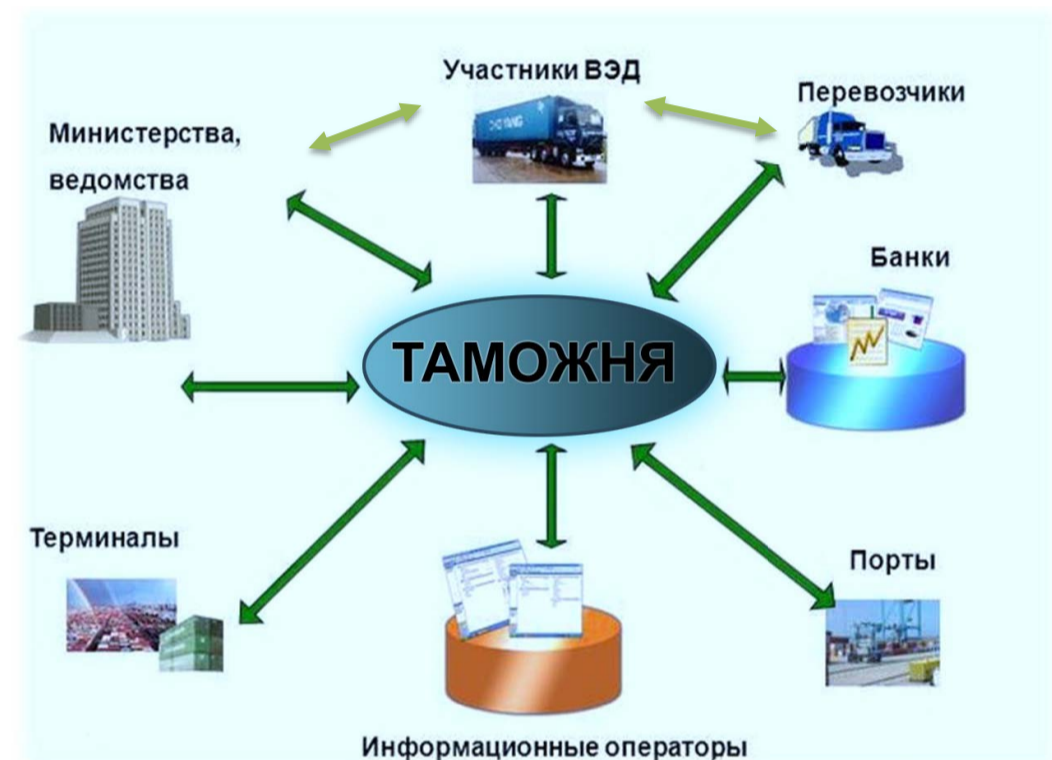 Участники ВЭД
Перевозчики
Министерства,
ведомства
Банки
ТАМОЖНЯ
Терминалы
Порты
Информационные операторы